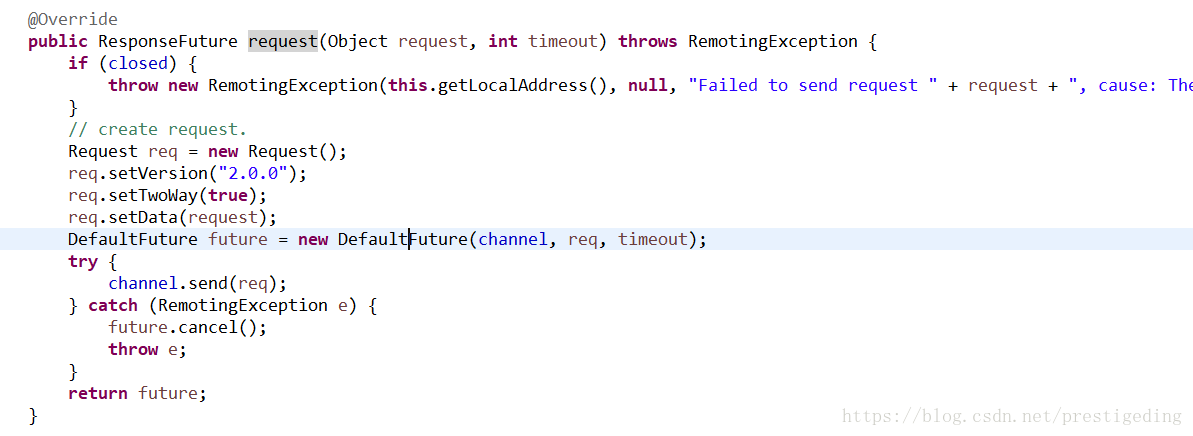 @Override
public ResponseFuture request(Object request, int timeout) throws RemotingException {
if (closed) {
throw new RemotingException(this.getLocalAddress(), null, "Failed to send request " + request + ", cause: The
}
// create request.
Request req = new Request();
req.setVersion("2.0.0");
req.setTwoWay(true);
req.setData(request);
DefaultFuture future = new DefaultFuture(channel, req, timeout);
try {
channel.send(req);
} catch (RemotingException e) {
future.cancel();
throw e;
}
return future;
}
https://blog.csdn.net/prestigeding